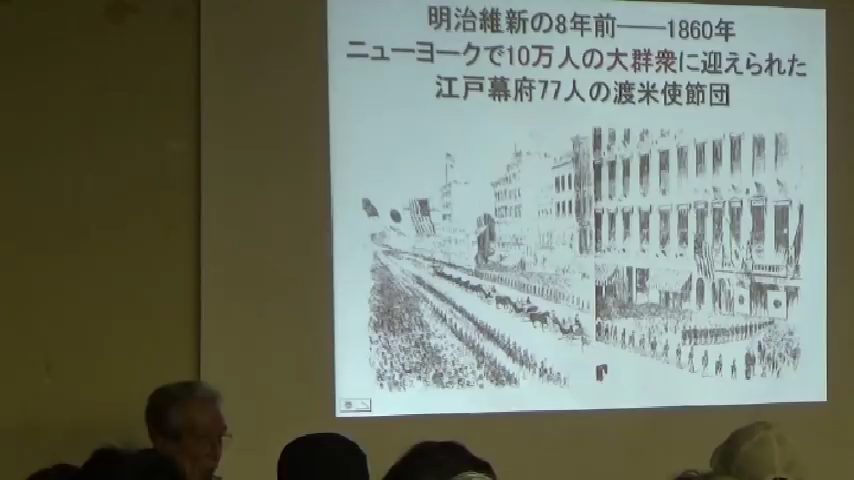 明治維新の8年前――1860年
ニューヨークで10万人の大群衆に迎えられた
江戸幕府77人の渡米使節団